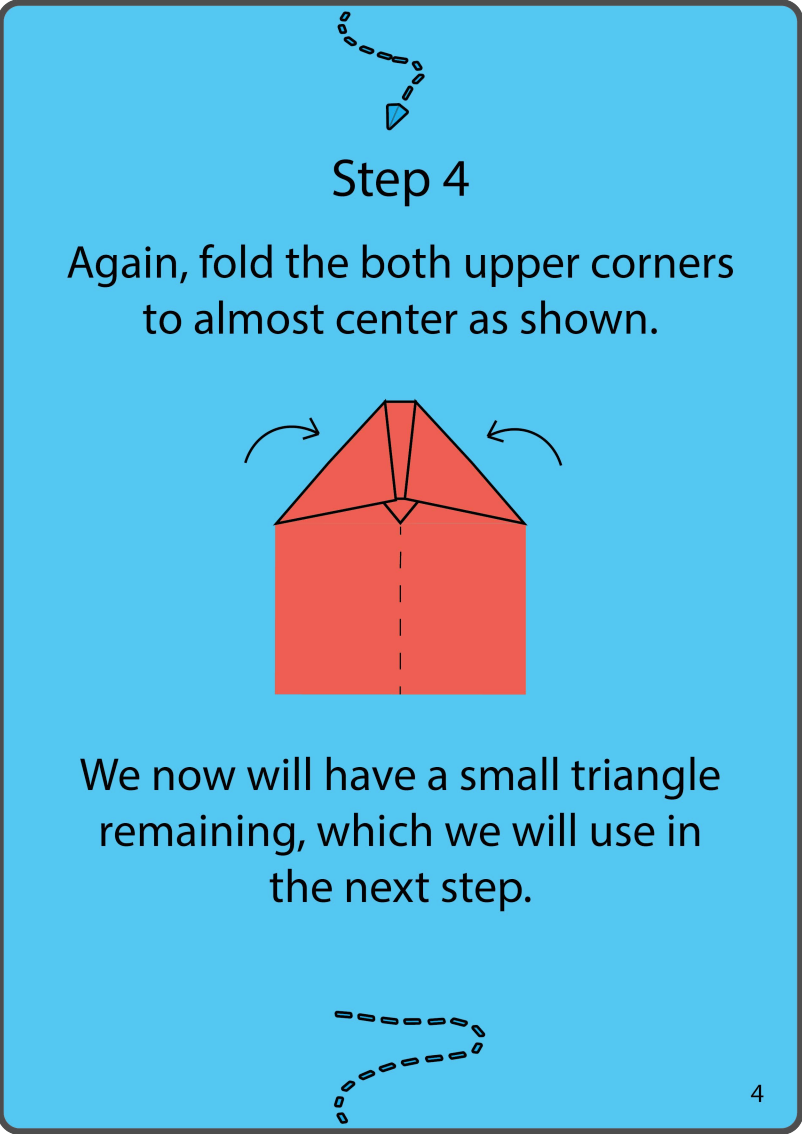 Step 4
Again, fold the both upper corners
to almost center as shown.
We now will have a small triangle
remaining, which we will use in
the next step.
4